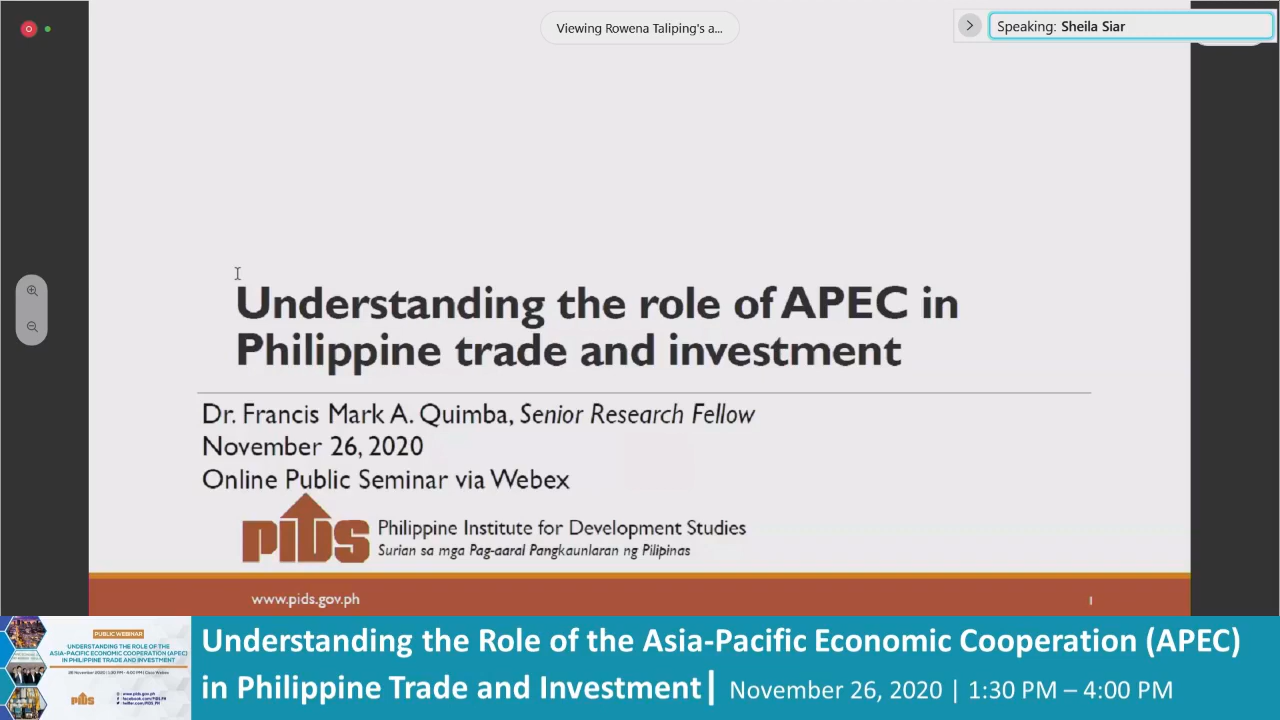 Viewing Rowena Taliping's a...
Speaking: Sheila Siar
Understanding the role of APEC in
Philippine trade and investment
Dr. Francis Mark A. Quimba, Senior Research Fellow
November 26, 2020
Online Public Seminar via Webex
PIDS
Philippine Institute for Development Studies
Surian sa mga Pag-aaral Pangkaunlaran ng Pilipinas
www.pids.gov.ph
1
PUBLIC WEBINAR
UNDERSTANDING THE ROLE OF THE
ASIA-PACIFIC ECONOMIC COOPERATION (APEC)
IN PHILIPPINE TRADE AND INVESTMENT
PIDS
Understanding the Role of the Asia-Pacific Economic Cooperation (APEC)
in Philippine Trade and Investment | November 26, 2020 | 1:30 PM – 4:00 PM